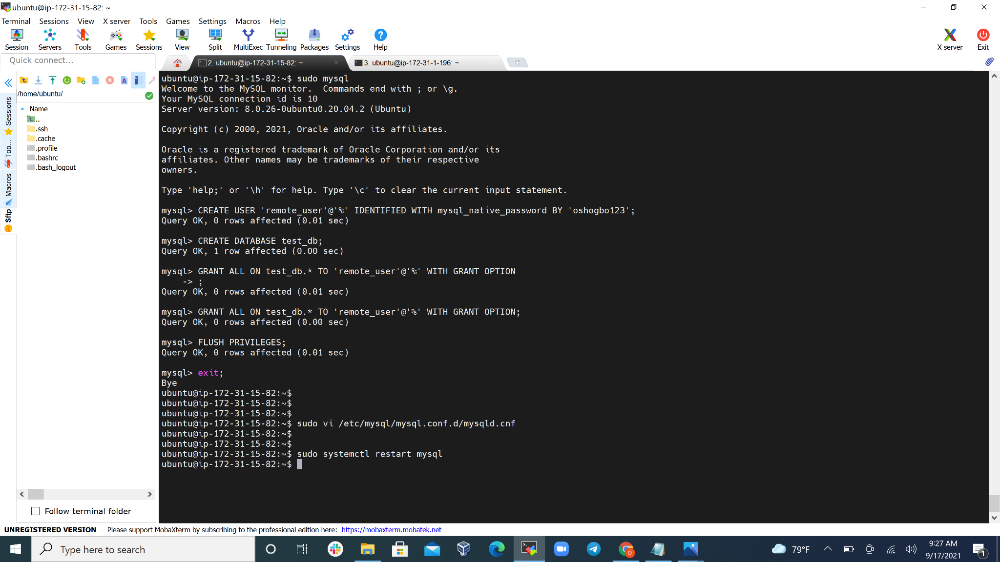 ubuntu@ip-172-31-15-82: ~
Terminal Sessions View X server Tools Games Settings Macros Help
Session Servers Tools Games Sessions View Split MultiExec Tunneling Packages Settings Help X server Exit
Quick connect...
2. ubuntu@ip-172-31-15-82: ~
3. ubuntu@ip-172-31-1-196: ~
/home/ubuntu/
Name
..
.ssh
.cache
.profile
.bashrc
.bash_logout
Sessions
Too...
Macros
Sftp
Follow terminal folder
ubuntu@ip-172-31-15-82:~$ sudo mysql
Welcome to the MySQL monitor.  Commands end with ; or \g.
Your MySQL connection id is 10
Server version: 8.0.26-0ubuntu0.20.04.2 (Ubuntu)
Copyright (c) 2000, 2021, Oracle and/or its affiliates.
Oracle is a registered trademark of Oracle Corporation and/or its
affiliates. Other names may be trademarks of their respective
owners.
Type 'help;' or '\h' for help. Type '\c' to clear the current input statement.
mysql> CREATE USER 'remote_user'@'%' IDENTIFIED WITH mysql_native_password BY 'oshogbo123';
Query OK, 0 rows affected (0.01 sec)
mysql> CREATE DATABASE test_db;
Query OK, 1 row affected (0.00 sec)
mysql> GRANT ALL ON test_db.* TO 'remote_user'@'%' WITH GRANT OPTION
    -> ;
Query OK, 0 rows affected (0.01 sec)
mysql> GRANT ALL ON test_db.* TO 'remote_user'@'%' WITH GRANT OPTION;
Query OK, 0 rows affected (0.00 sec)
mysql> FLUSH PRIVILEGES;
Query OK, 0 rows affected (0.01 sec)
mysql> exit;
Bye
ubuntu@ip-172-31-15-82:~$
ubuntu@ip-172-31-15-82:~$
ubuntu@ip-172-31-15-82:~$
ubuntu@ip-172-31-15-82:~$ sudo vi /etc/mysql/mysql.conf.d/mysqld.cnf
ubuntu@ip-172-31-15-82:~$
ubuntu@ip-172-31-15-82:~$
ubuntu@ip-172-31-15-82:~$ sudo systemctl restart mysql
ubuntu@ip-172-31-15-82:~$
UNREGISTERED VERSION - Please support MobaXterm by subscribing to the professional edition here: https://mobaxterm.mobatek.net
Type here to search
79°F
9:27 AM
9/17/2021
1